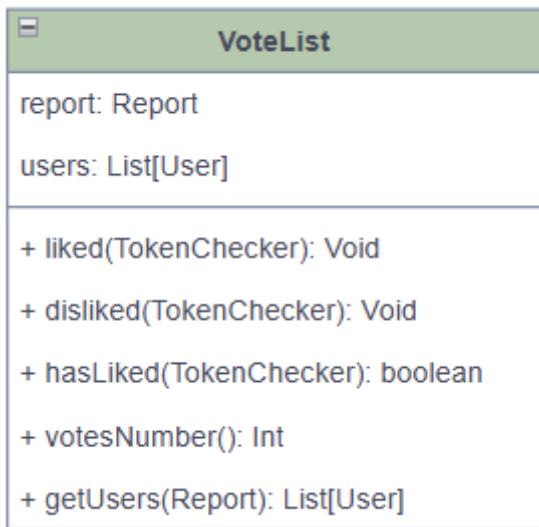 VoteList
report: Report
users: List[User]
+ liked(TokenChecker): Void
+ disliked(TokenChecker): Void
+ hasLiked(TokenChecker): boolean
+ votesNumber(): Int
+ getUsers(Report): List[User]